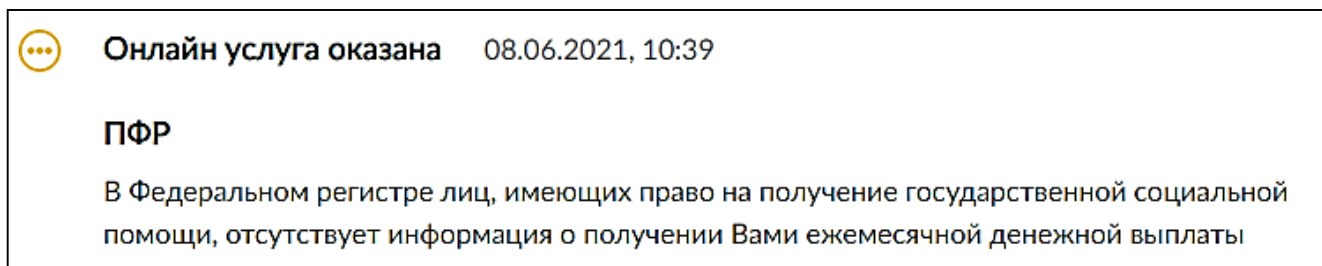 Онлайн услуга оказана 08.06.2021, 10:39
ПФР
В Федеральном регистре лиц, имеющих право на получение государственной социальной
помощи, отсутствует информация о получении Вами ежемесячной денежной выплаты